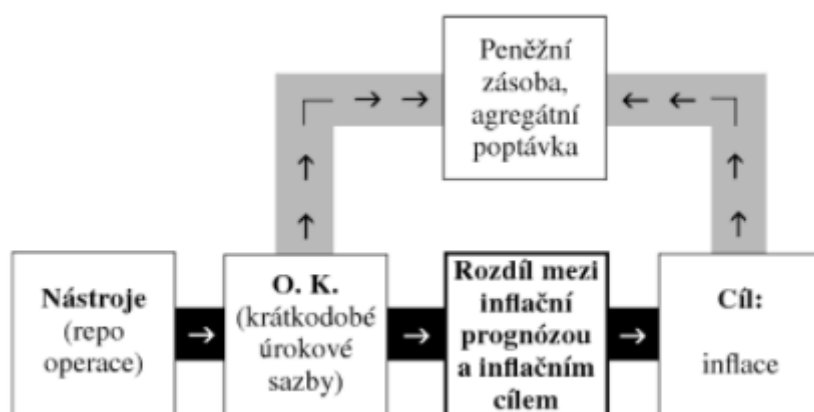 Peněžní
zásoba,
agregátní
poptávka
Nástroje
(repo
operace)
O. K.
(krátkodobé
úrokové
sazby)
Rozdíl mezi
inflační
prognózou
a inflačním
cílem
Cíl:
inflace